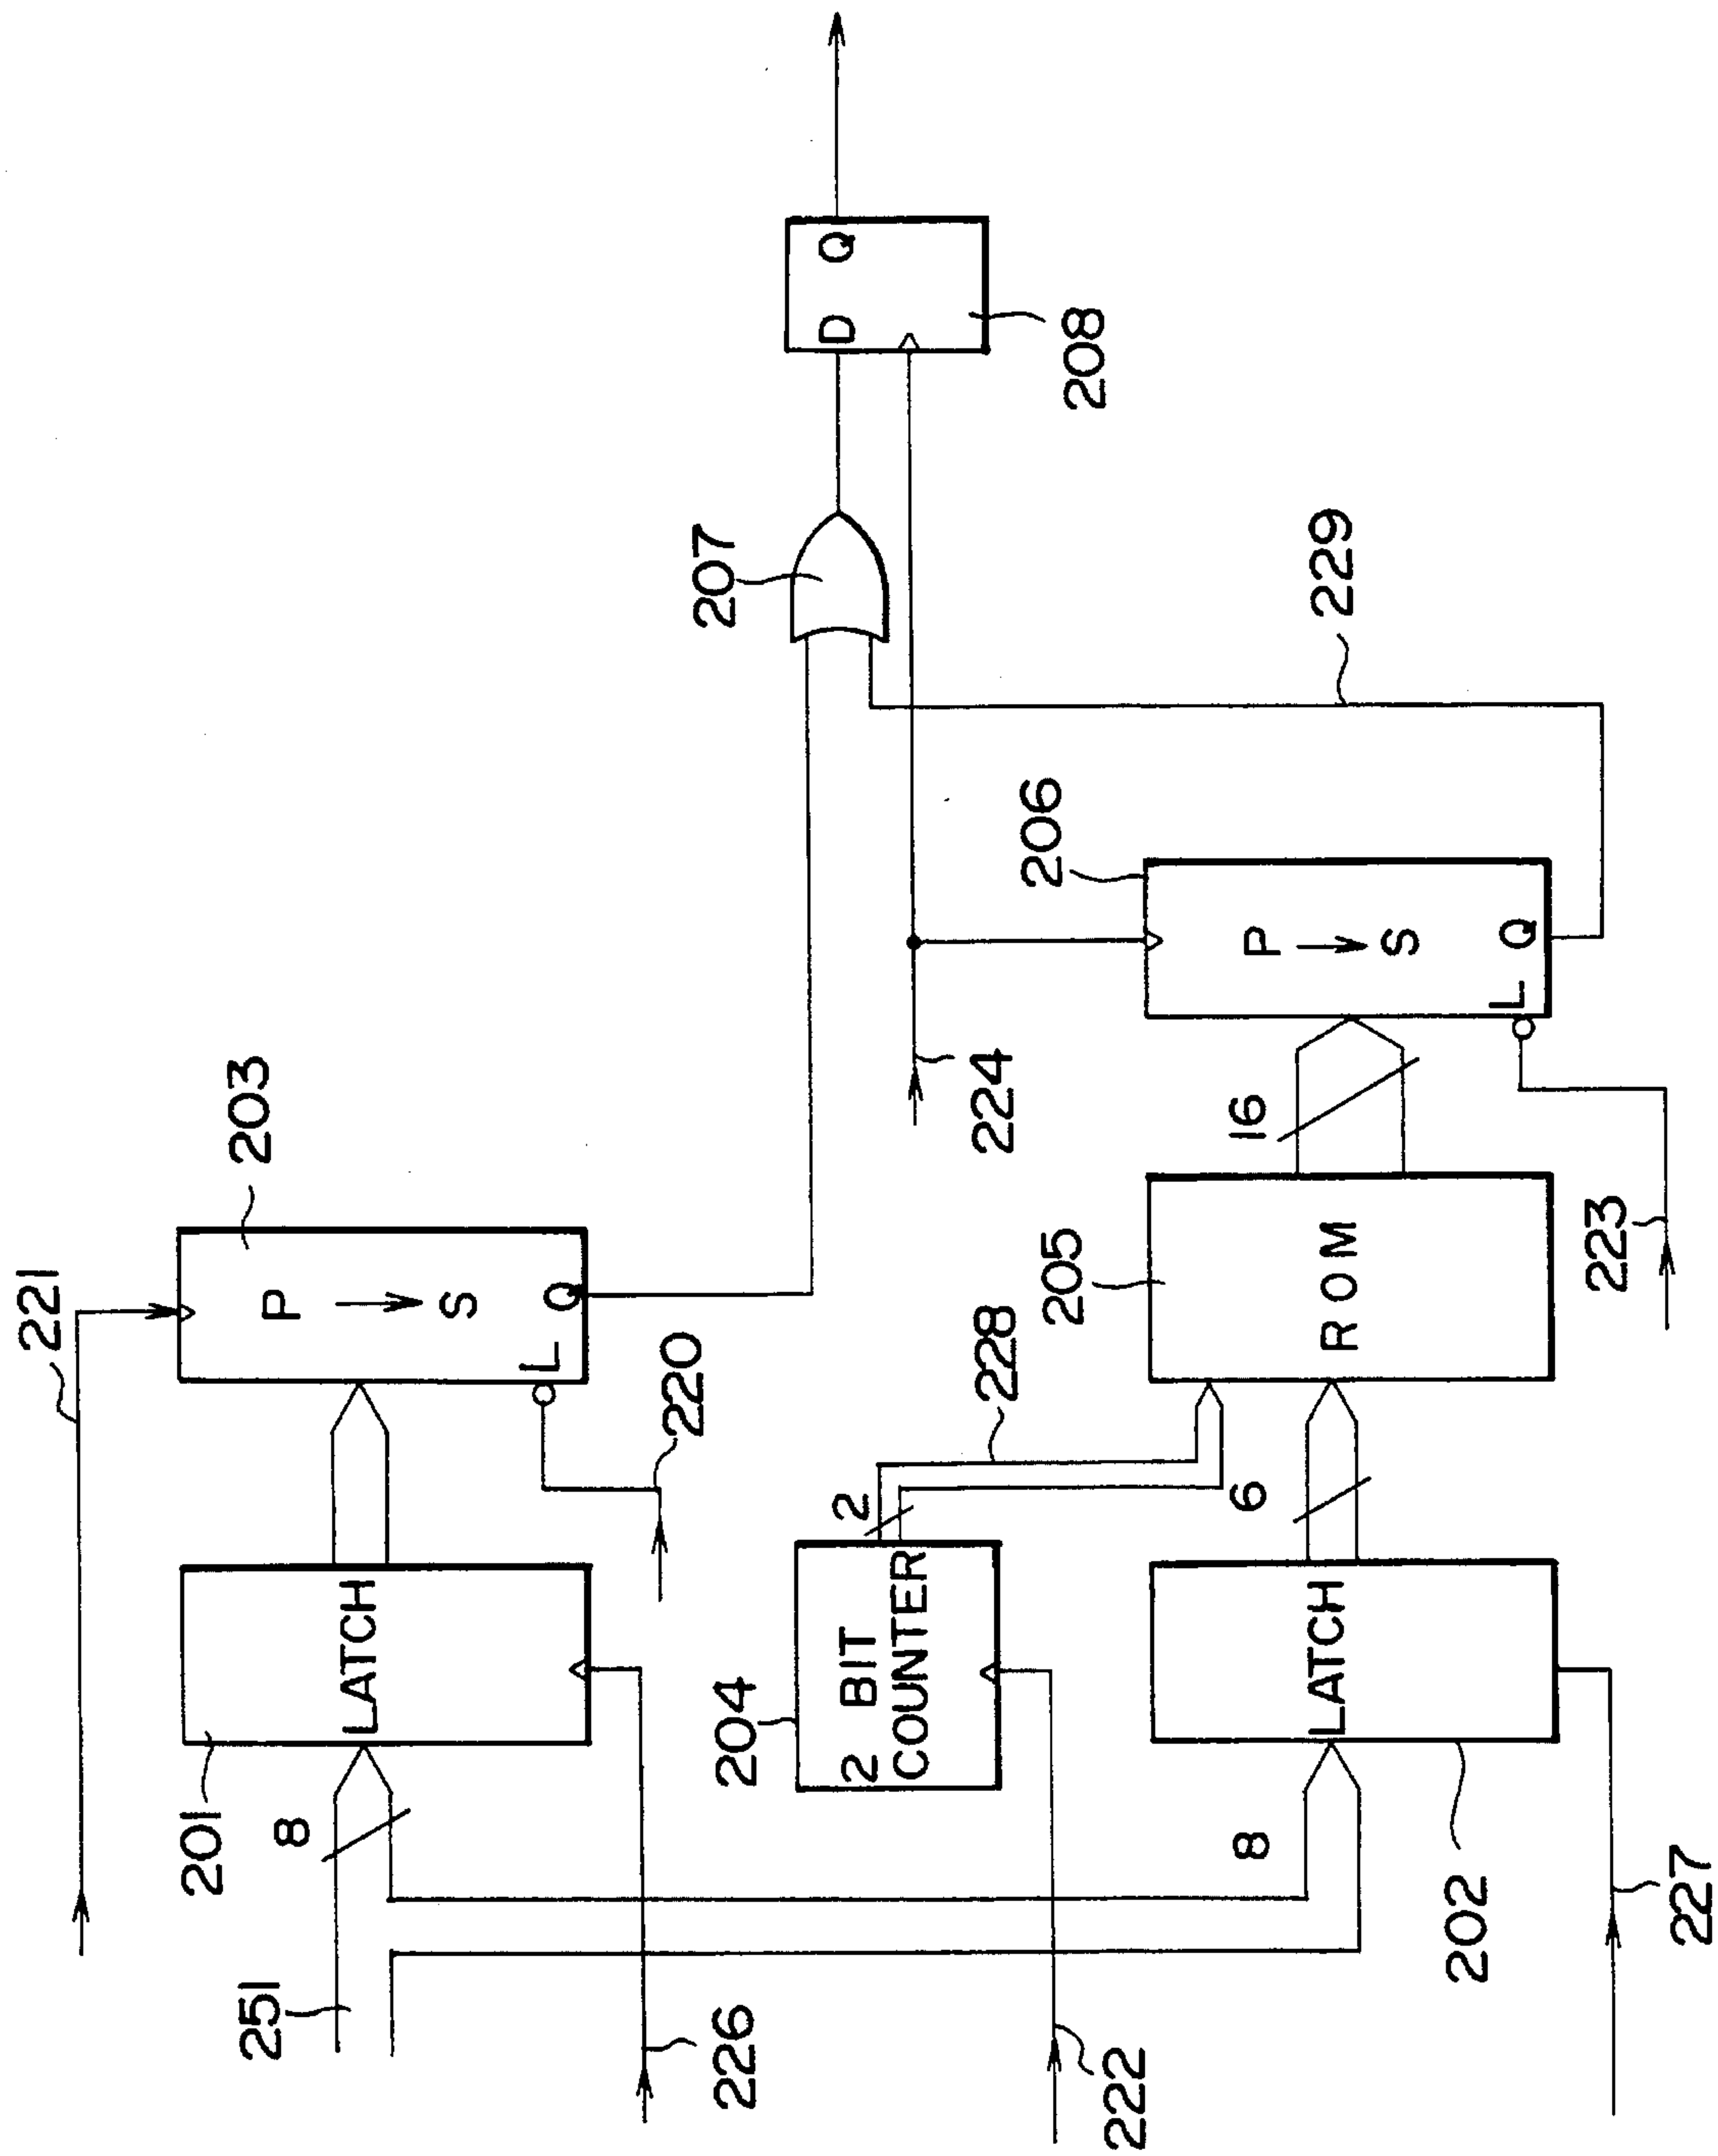 221
201
251
203
8
P → S
LATCH
L
Q
220
207
226
204
D Q
2
2 BIT
COUNTER
228
224
206
205
208
222
8
6
16
P → S
LATCH
ROM
229
202
L
Q
223
227